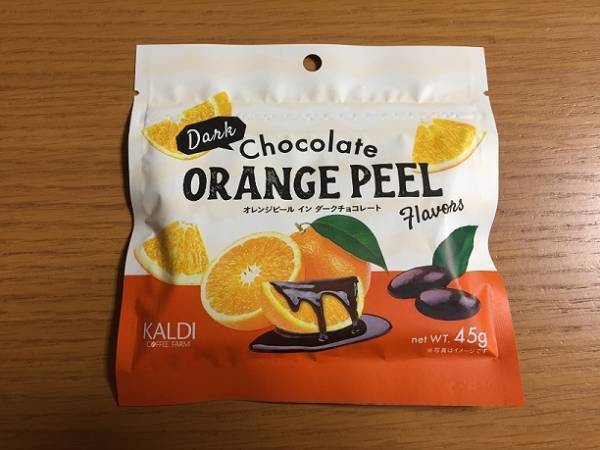 Dark
Chocolate
ORANGE PEEL
オレンジピール イン ダークチョコレート
Flavors
KALDI
COFFEE FARM
net WT. 45g
※写真はイメージです